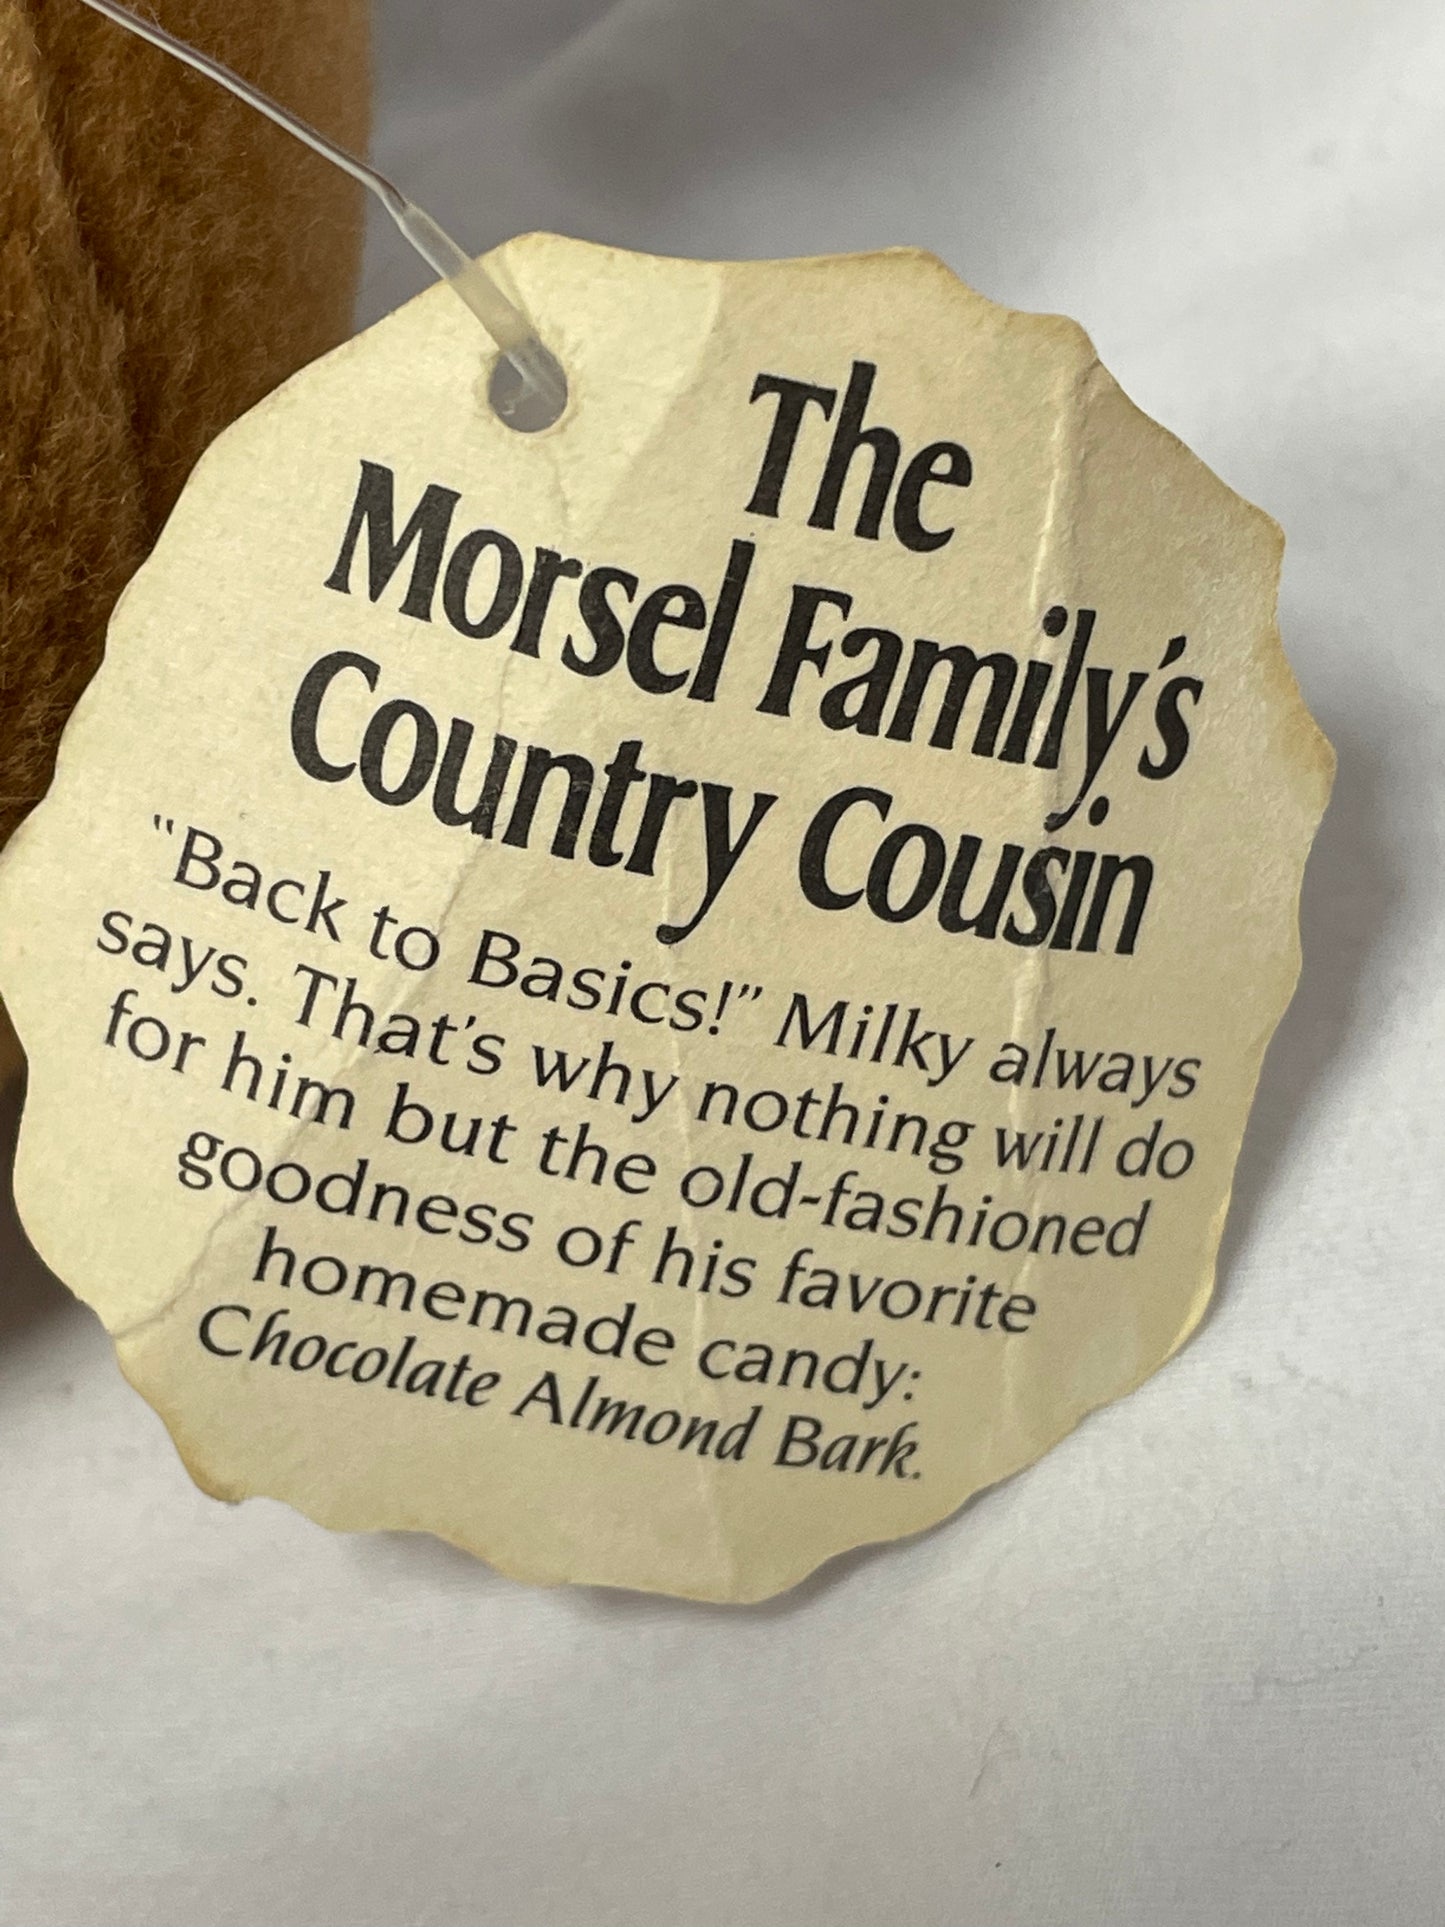 The
Morsel Family's
Country Cousin
"Back to Basics!" Milky always
says. That's why nothing will do
for him but the old-fashioned
goodness of his favorite
homemade candy:
Chocolate Almond Bark.